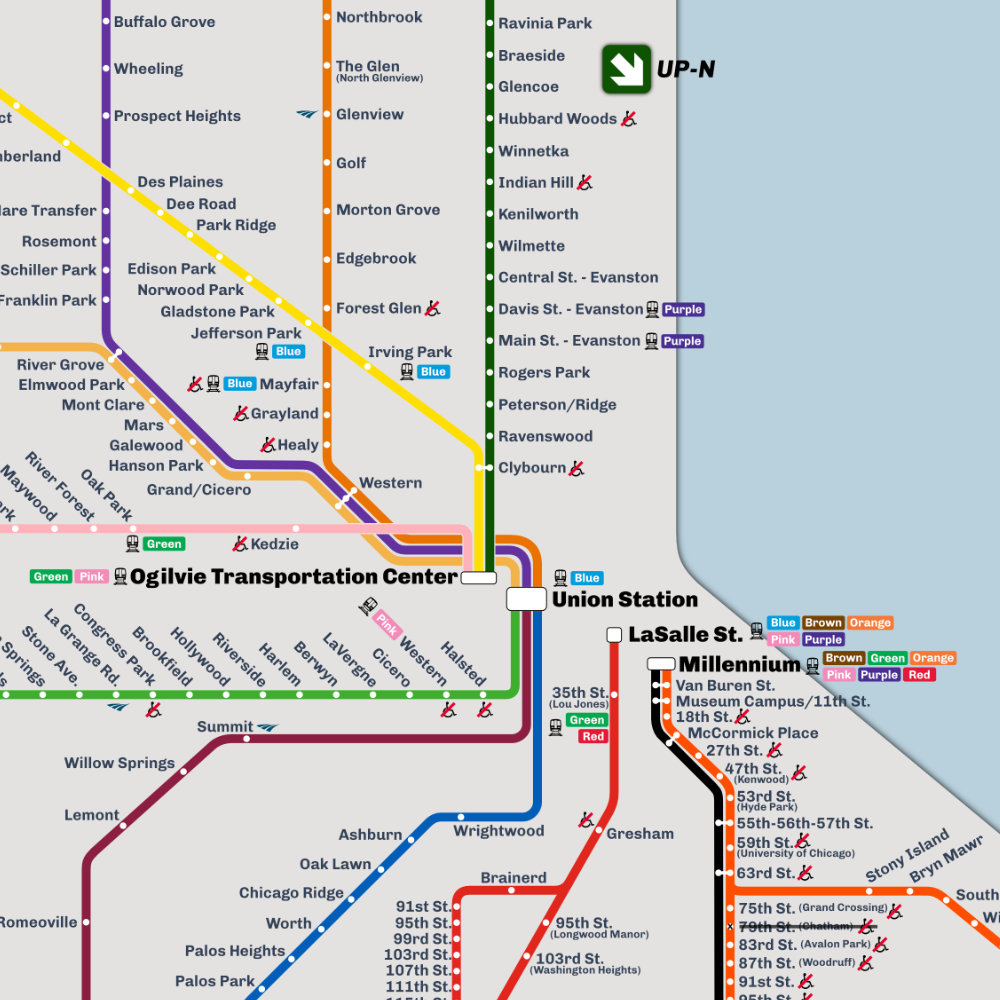 Buffalo Grove
Wheeling
Prospect Heights
Des Plaines
Dee Road
Park Ridge
Rosemont
Schiller Park
Franklin Park
Edison Park
Norwood Park
Gladstone Park
Jefferson Park
Blue
Northbrook
The Glen
(North Glenview)
Glenview
Golf
Morton Grove
Edgebrook
Forest Glen
Irving Park
Blue
Blue Mayfair
Grayland
Healy
Western
Ravinia Park
Braeside
Glencoe
Hubbard Woods
Winnetka
Indian Hill
Kenilworth
Wilmette
Central St. - Evanston
Davis St. - Evanston Purple
Main St. - Evanston Purple
Rogers Park
Peterson/Ridge
Ravenswood
Clybourn
UP-N
River Grove
Elmwood Park
Mont Clare
Mars
Galewood
Hanson Park
Grand/Cicero
Maywood
River Forest
Oak Park
Green
Kedzie
Green Pink Ogilvie Transportation Center
Blue
Union Station
Springs
Stone Ave.
La Grange Rd.
Congress Park
Brookfield
Hollywood
Riverside
Harlem
Berwyn
LaVergne
Cicero
Pink
Western
Halsted
LaSalle St.
Blue Brown Orange
Pink Purple
Millennium
Brown Green Orange
Pink Purple Red
35th St.
(Lou Jones)
Green
Red
Van Buren St.
Museum Campus/11th St.
18th St.
McCormick Place
27th St.
47th St.
(Kenwood)
53rd St.
(Hyde Park)
55th-56th-57th St.
59th St.
(University of Chicago)
63rd St.
Stony Island
Bryn Mawr
South
75th St. (Grand Crossing)
79th St. (Chatham)
83rd St. (Avalon Park)
87th St. (Woodruff)
91st St.
95th St.
Summit
Willow Springs
Lemont
Romeoville
Wrightwood
Ashburn
Oak Lawn
Chicago Ridge
Worth
Palos Heights
Palos Park
Gresham
Brainerd
91st St.
95th St.
99th St.
103rd St.
107th St.
111th St.
115th St.
95th St.
(Longwood Manor)
103rd St.
(Washington Heights)